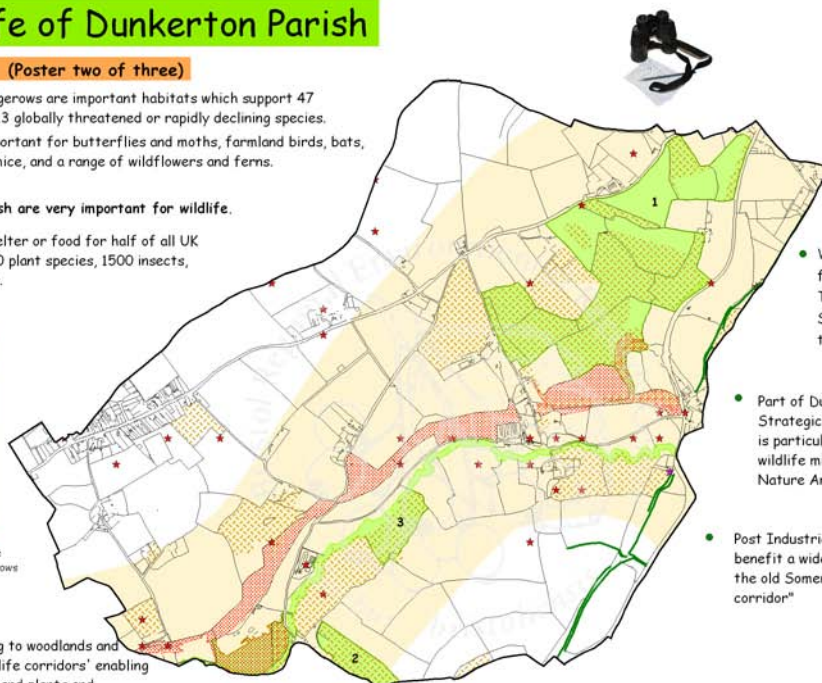 fe of Dunkerton Parish
(Poster two of three)
gerows are important habitats which support 47
3 globally threatened or rapidly declining species.
ortant for butterflies and moths, farmland birds, bats,
nice, and a range of wildflowers and ferns.
sh are very important for wildlife.
elter or food for half of all UK
0 plant species, 1500 insects,
1
2
3
Part of Du
Strategic
is particul
wildlife m
Nature Ar
Post Industri
benefit a wide
the old Somer
corridor"
ows
g to woodlands and
life corridors' enabling